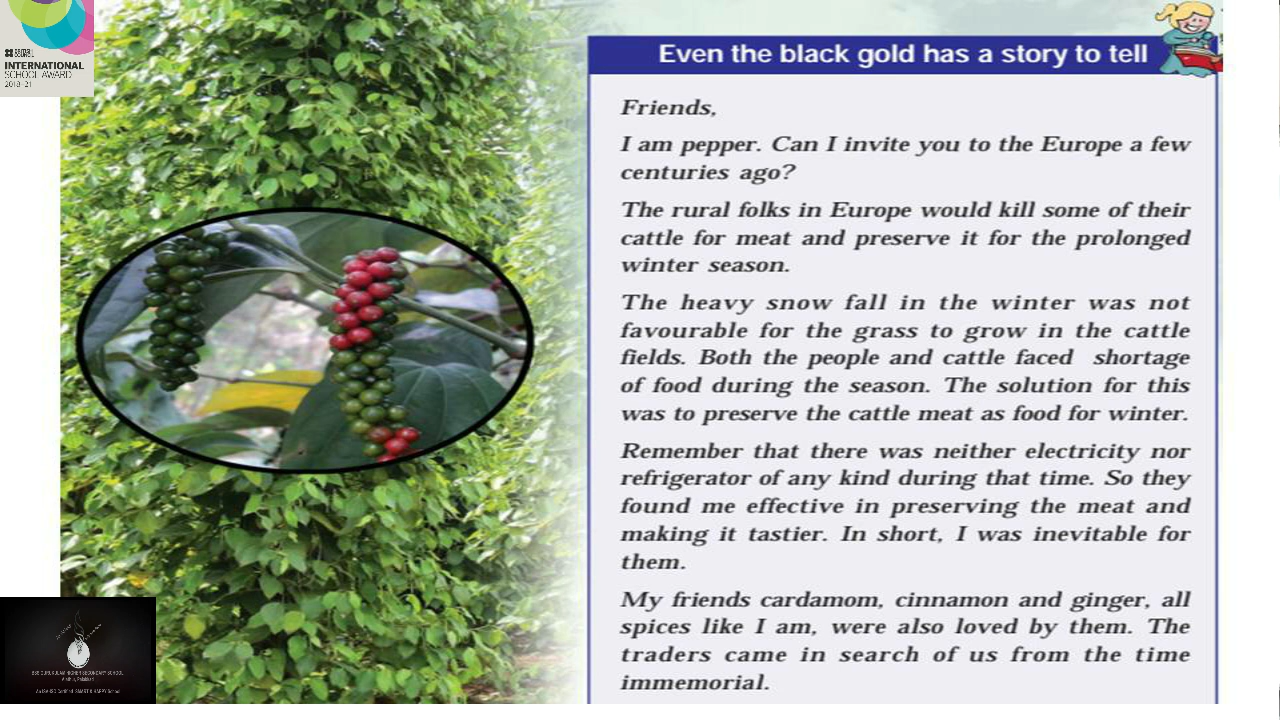 INTERNATIONAL
SCHOOL AWARD
2018-21
Even the black gold has a story to tell
Friends,
I am pepper. Can I invite you to the Europe a few
centuries ago?
The rural folks in Europe would kill some of their
cattle for meat and preserve it for the prolonged
winter season.
The heavy snow fall in the winter was not
favourable for the grass to grow in the cattle
fields. Both the people and cattle faced shortage
of food during the season. The solution for this
was to preserve the cattle meat as food for winter.
Remember that there was neither electricity nor
refrigerator of any kind during that time. So they
found me effective in preserving the meat and
making it tastier. In short, I was inevitable for
them.
My friends cardamom, cinnamon and ginger, all
spices like I am, were also loved by them. The
traders came in search of us from the time
immemorial.
GURUKULAM HIGHER SECONDARY SCHOOL